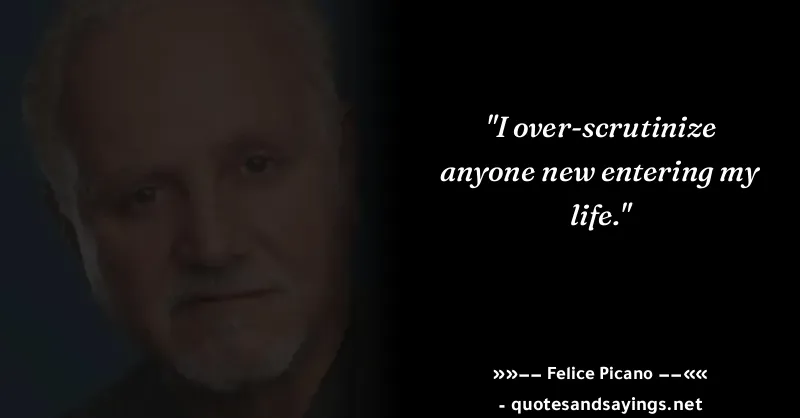 "I over-scrutinize
anyone new entering my
life."
»»−− Felice Picano −−««
- quotesandsayings.net